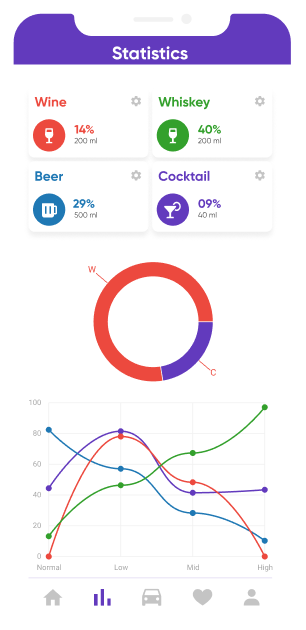 Statistics
Wine
14%
200 ml
Whiskey
40%
200 ml
Beer
29%
500 ml
Cocktail
09%
40 ml
W
C
100
80
60
40
20
0
Normal Low Mid High